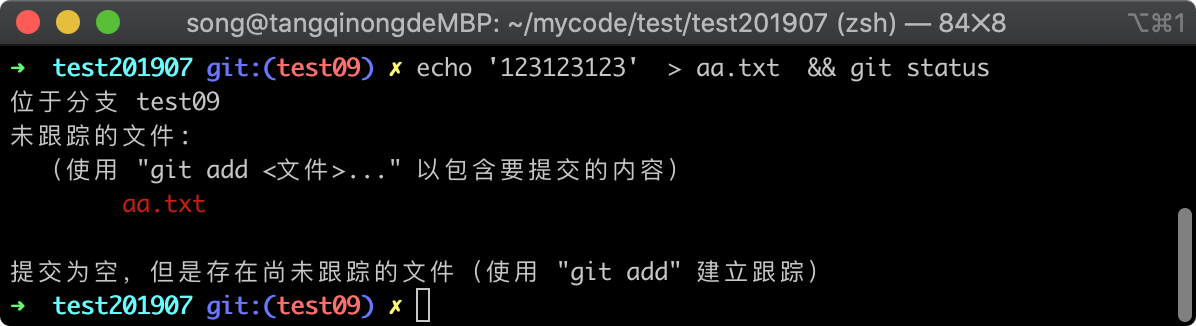 song@tangqinongdeMBP: ~/mycode/test/test201907 (zsh) — 84×8 ⌥⌘1
➜ test201907 git:(test09) ✗ echo '123123123'  > aa.txt  && git status
位于分支 test09
未跟踪的文件:
（使用 "git add <文件>..." 以包含要提交的内容）
aa.txt
提交为空，但是存在尚未跟踪的文件（使用 "git add" 建立跟踪）
➜ test201907 git:(test09) ✗